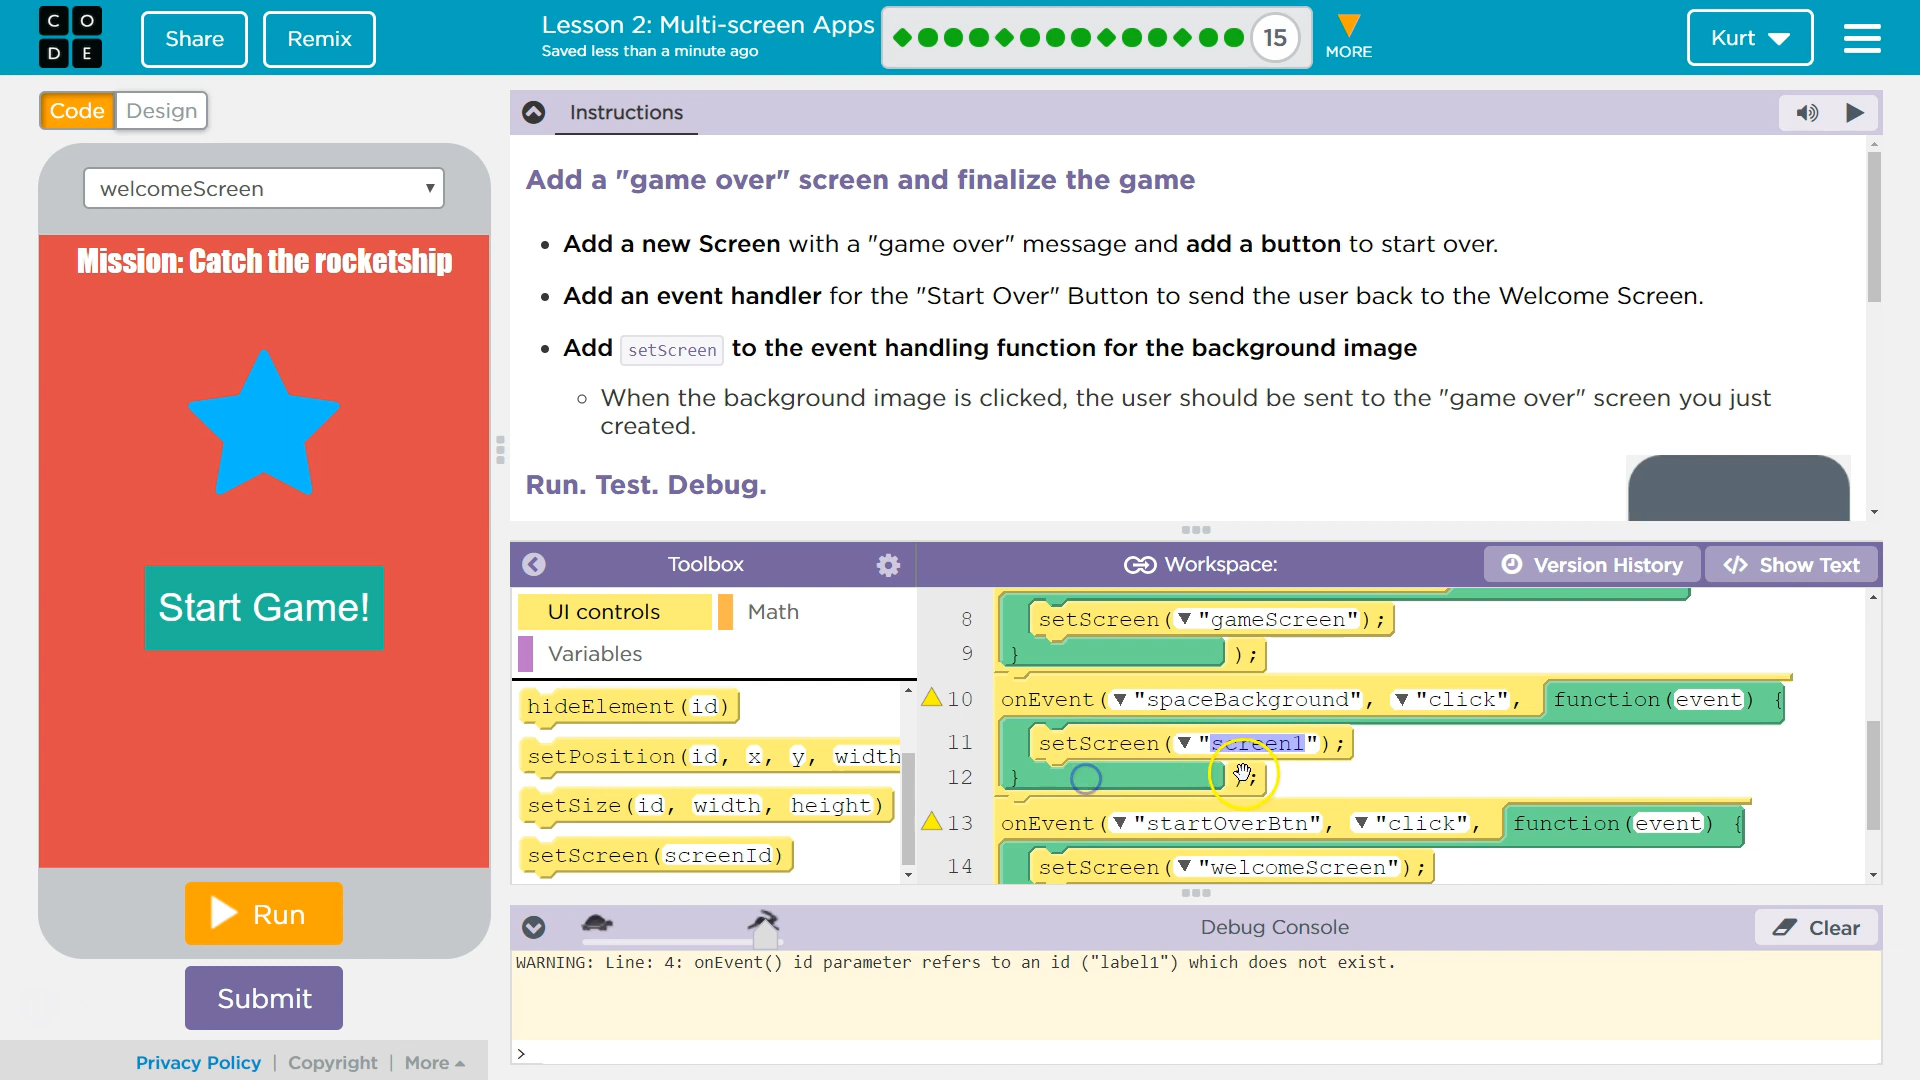 C O
D E
Share
Remix
Lesson 2: Multi-screen Apps
Saved less than a minute ago
15
MORE
Kurt
Code
Design
Instructions
welcomeScreen
Mission: Catch the rocketship
Start Game!
Run
Submit
Privacy Policy | Copyright | More
Add a "game over" screen and finalize the game
• Add a new Screen with a "game over" message and add a button to start over.
• Add an event handler for the "Start Over" Button to send the user back to the Welcome Screen.
• Add setScreen to the event handling function for the background image
When the background image is clicked, the user should be sent to the "game over" screen you just
created.
Run. Test. Debug.
Toolbox
Workspace:
Version History
Show Text
UI controls
Math
Variables
hideElement(id)
setPosition(id, x, y, width
setSize(id, width, height)
setScreen(screenId)
8 setScreen("gameScreen");
9 } );
10 onEvent("spaceBackground", "click", function(event) {
11 setScreen("screen1");
12 } );
13 onEvent("startOverBtn", "click", function(event) {
14 setScreen("welcomeScreen");
Debug Console
Clear
WARNING: Line: 4: onEvent() id parameter refers to an id ("label1") which does not exist.
>